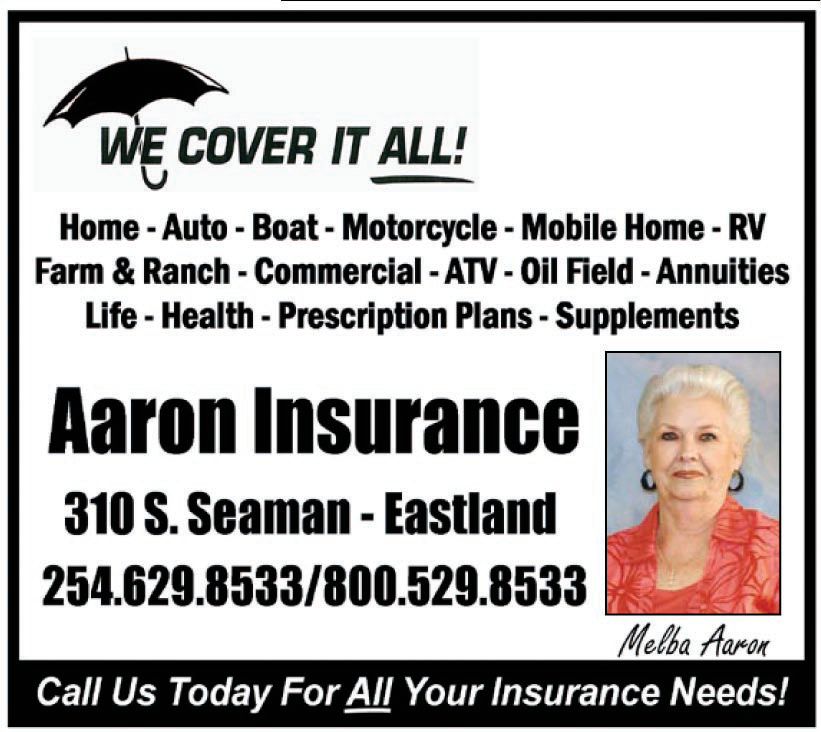 WE COVER IT ALL!
Home - Auto - Boat - Motorcycle - Mobile Home - RV
Farm & Ranch - Commercial - ATV - Oil Field - Annuities
Life - Health - Prescription Plans - Supplements
Aaron Insurance
310 S. Seaman - Eastland
254.629.8533/800.529.8533
Melba Aaron
Call Us Today For All Your Insurance Needs!